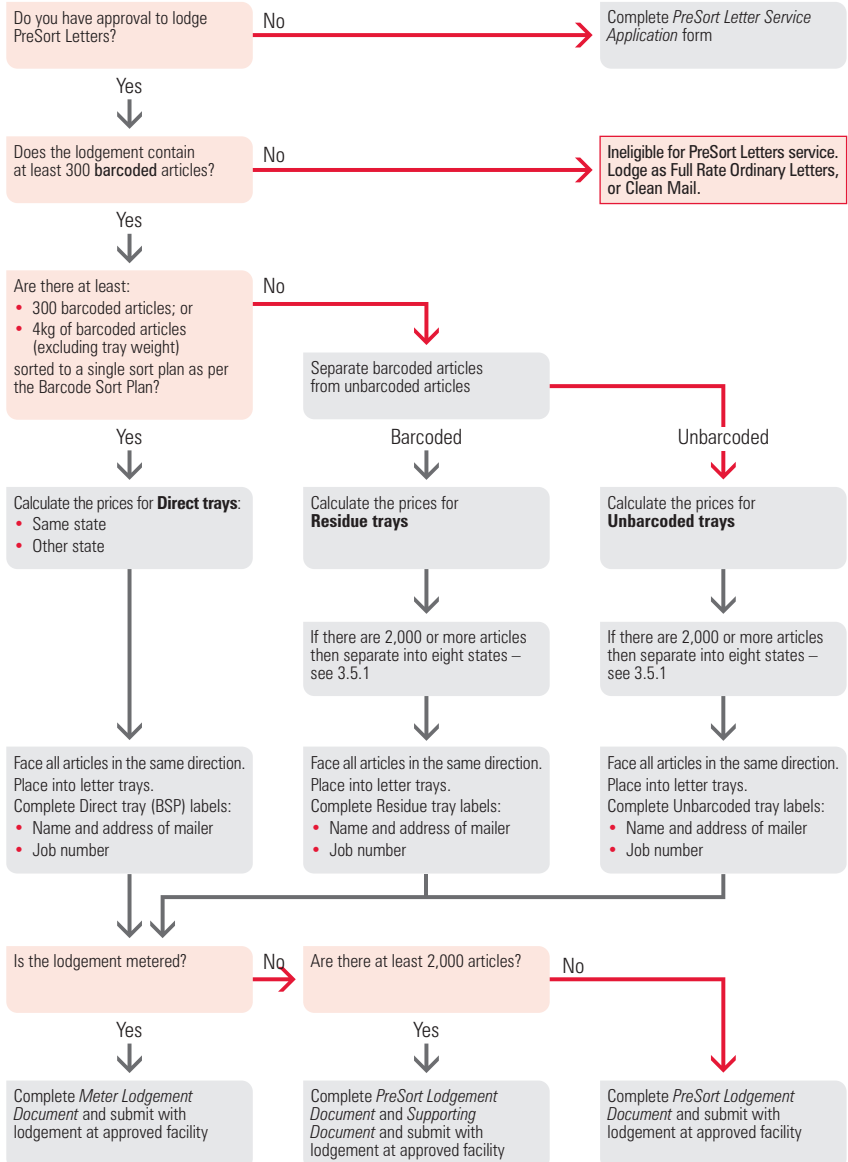 Do you have approval to lodge
PreSort Letters?
No
Complete PreSort Letter Service
Application form
Yes
Does the lodgement contain
at least 300 barcoded articles?
No
Ineligible for PreSort Letters service.
Lodge as Full Rate Ordinary Letters,
or Clean Mail.
Yes
Are there at least:
• 300 barcoded articles; or
• 4kg of barcoded articles
(excluding tray weight)
sorted to a single sort plan as per
the Barcode Sort Plan?
No
Separate barcoded articles
from unbarcoded articles
Yes
Barcoded
Unbarcoded
Calculate the prices for Direct trays:
• Same state
• Other state
Calculate the prices for
Residue trays
Calculate the prices for
Unbarcoded trays
If there are 2,000 or more articles
then separate into eight states –
see 3.5.1
If there are 2,000 or more articles
then separate into eight states –
see 3.5.1
Face all articles in the same direction.
Place into letter trays.
Complete Direct tray (BSP) labels:
• Name and address of mailer
• Job number
Face all articles in the same direction.
Place into letter trays.
Complete Residue tray labels:
• Name and address of mailer
• Job number
Face all articles in the same direction.
Place into letter trays.
Complete Unbarcoded tray labels:
• Name and address of mailer
• Job number
Is the lodgement metered?
No
Are there at least 2,000 articles?
No
Yes
Yes
Complete Meter Lodgement
Document and submit with
lodgement at approved facility
Complete PreSort Lodgement
Document and Supporting
Document and submit with
lodgement at approved facility
Complete PreSort Lodgement
Document and submit with
lodgement at approved facility